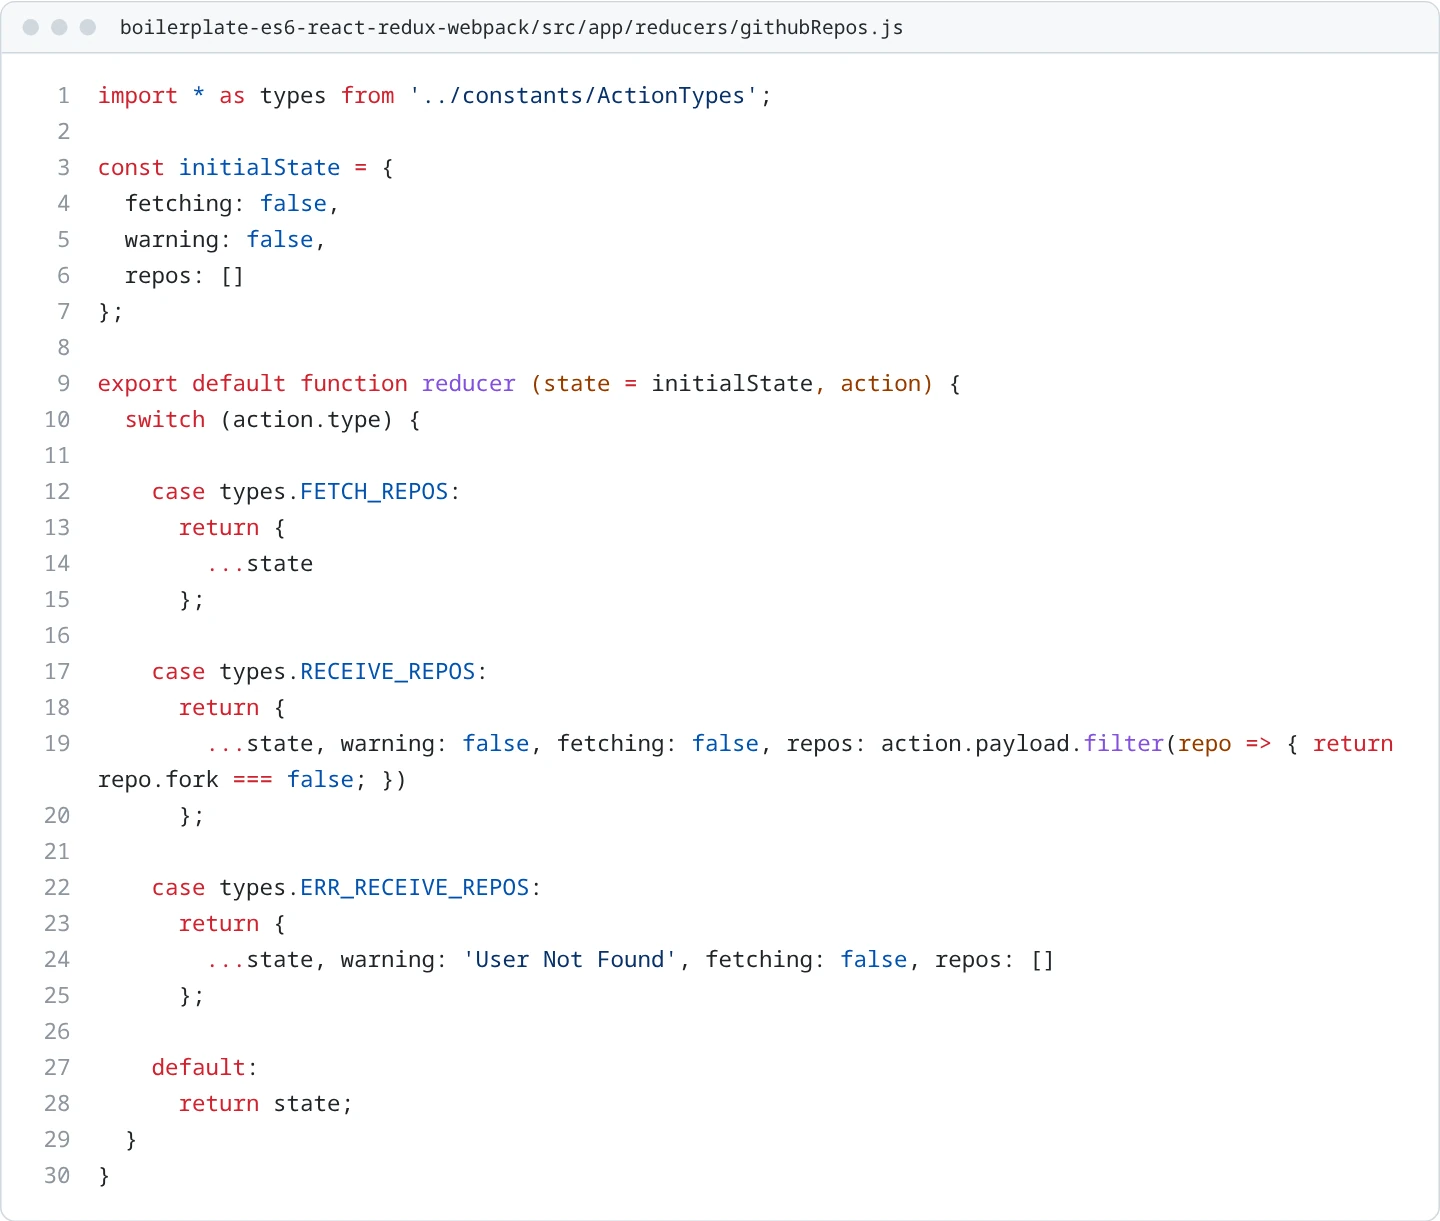 boilerplate-es6-react-redux-webpack/src/app/reducers/githubRepos.js
1 import * as types from '../constants/ActionTypes';
2
3 const initialState = {
4   fetching: false,
5   warning: false,
6   repos: []
7 };
8
9 export default function reducer (state = initialState, action) {
10   switch (action.type) {
11
12     case types.FETCH_REPOS:
13       return {
14         ...state
15       };
16
17     case types.RECEIVE_REPOS:
18       return {
19         ...state, warning: false, fetching: false, repos: action.payload.filter(repo => { return
repo.fork === false; })
20       };
21
22     case types.ERR_RECEIVE_REPOS:
23       return {
24         ...state, warning: 'User Not Found', fetching: false, repos: []
25       };
26
27     default:
28       return state;
29   }
30 }